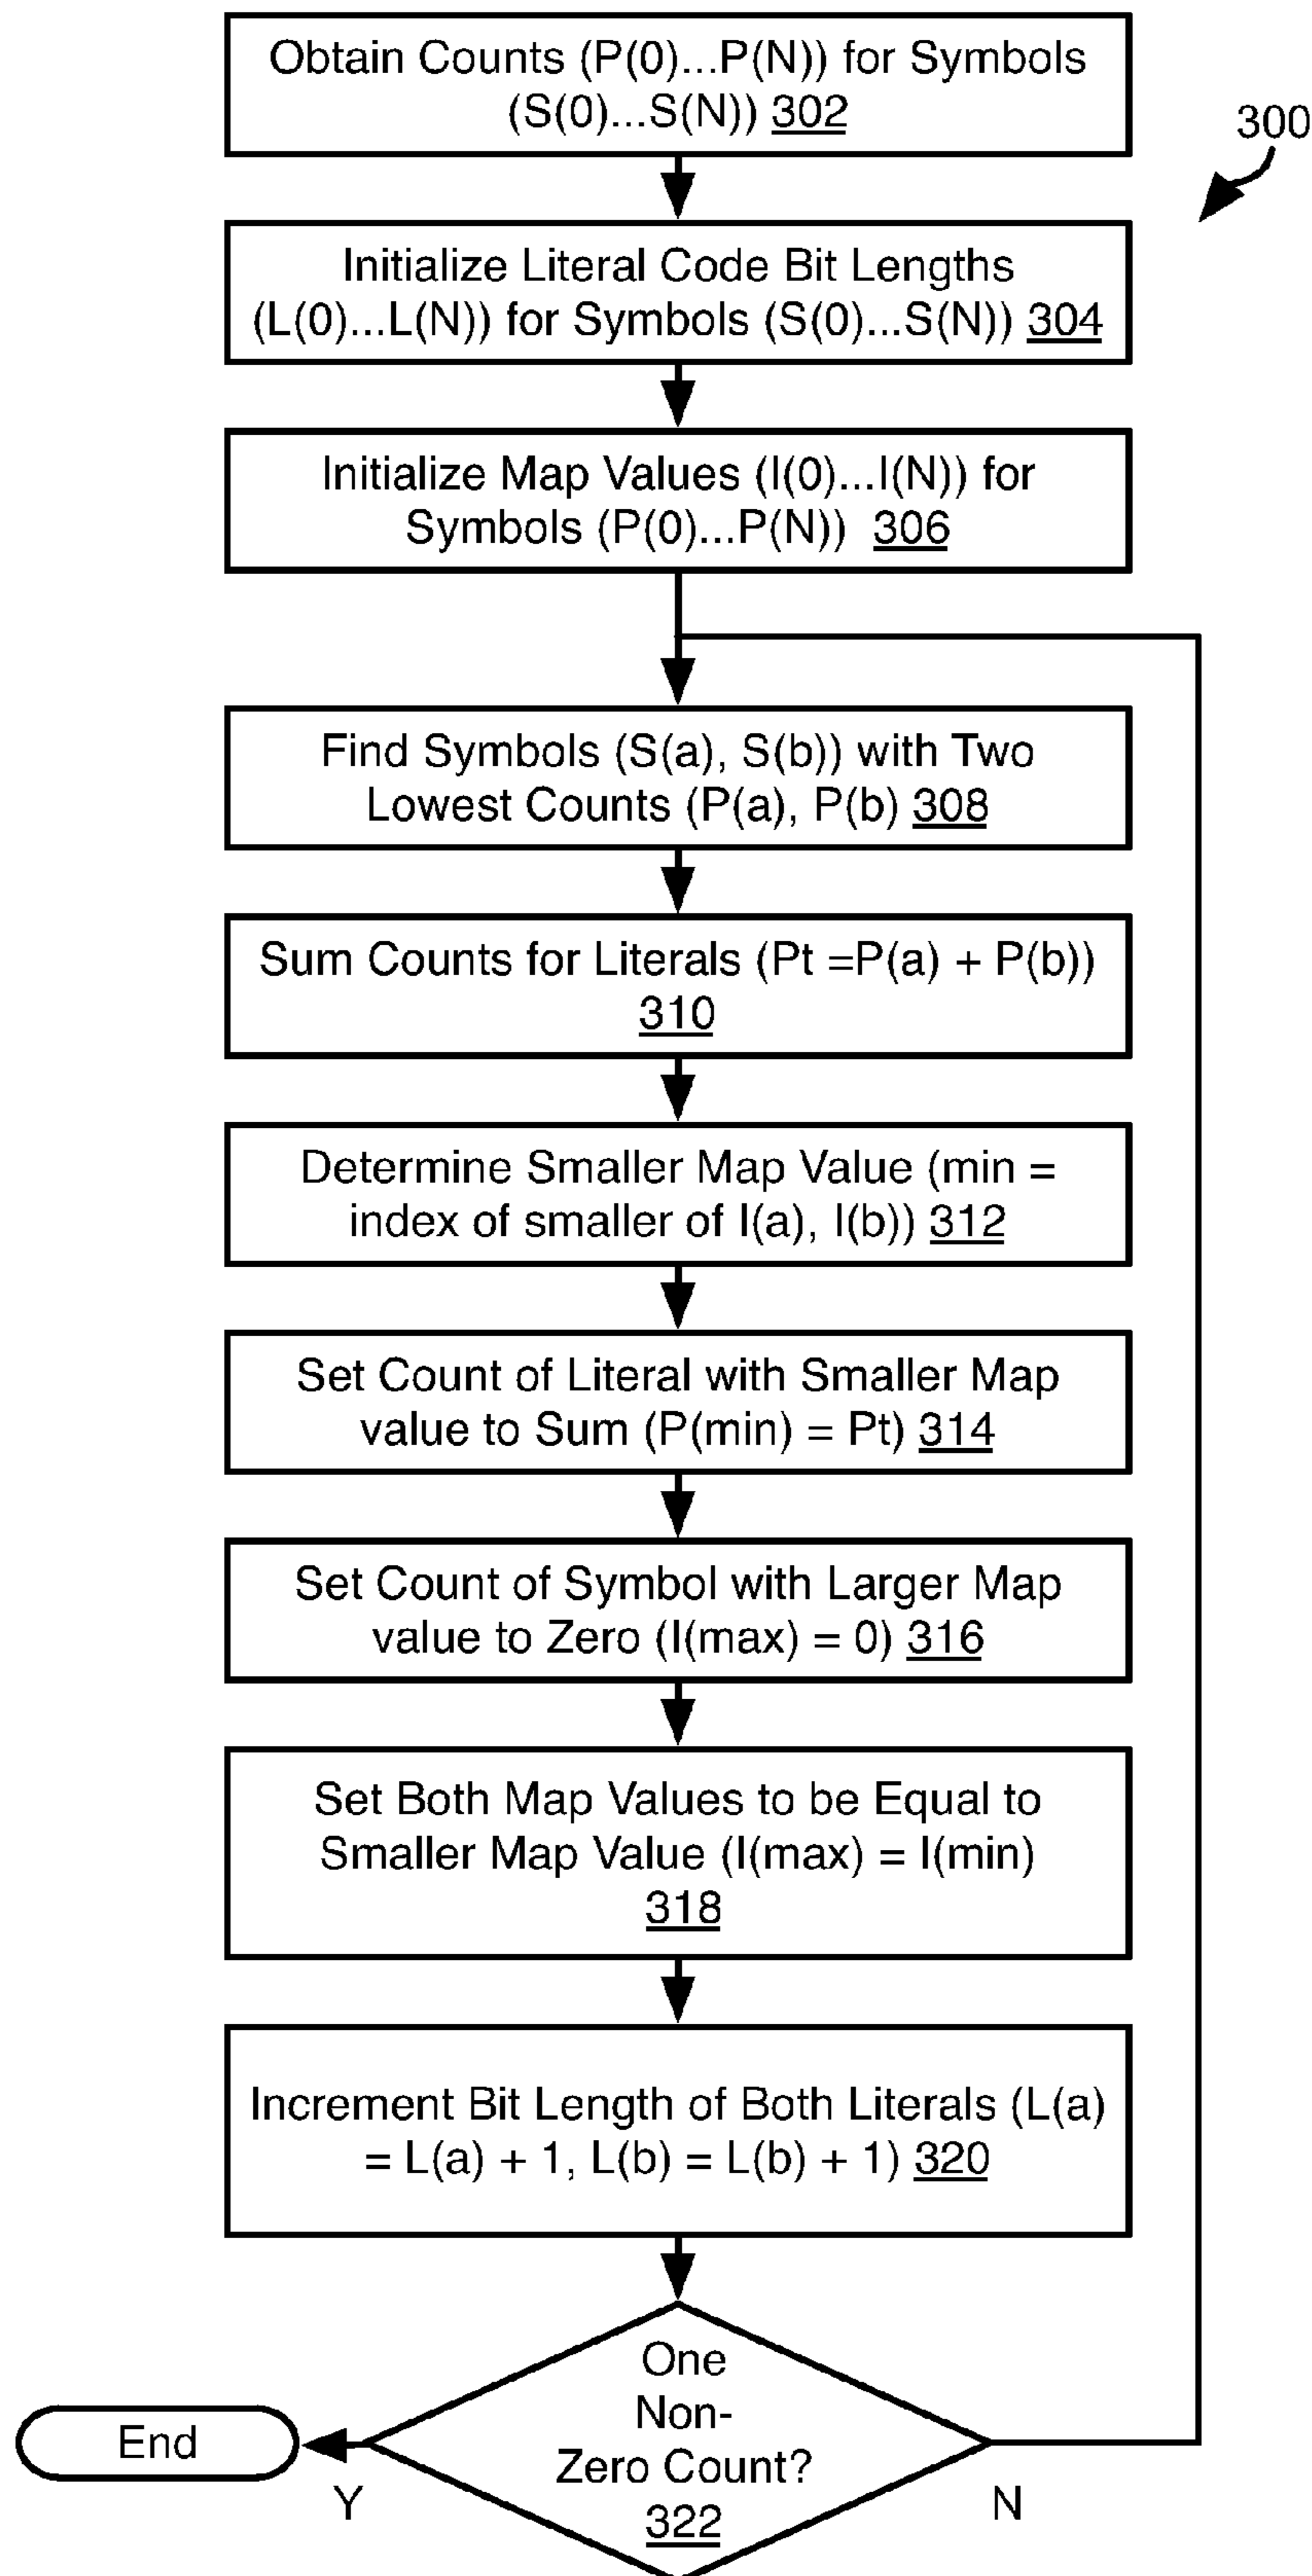 Obtain Counts (P(0)...P(N)) for Symbols
(S(0)...S(N)) 302
300
Initialize Literal Code Bit Lengths
(L(0)...L(N)) for Symbols (S(0)...S(N)) 304
Initialize Map Values (I(0)...I(N)) for
Symbols (P(0)...P(N)) 306
Find Symbols (S(a), S(b)) with Two
Lowest Counts (P(a), P(b) 308
Sum Counts for Literals (Pt =P(a) + P(b))
310
Determine Smaller Map Value (min =
index of smaller of I(a), I(b)) 312
Set Count of Literal with Smaller Map
value to Sum (P(min) = Pt) 314
Set Count of Symbol with Larger Map
value to Zero (I(max) = 0) 316
Set Both Map Values to be Equal to
Smaller Map Value (I(max) = I(min)
318
Increment Bit Length of Both Literals (L(a)
= L(a) + 1, L(b) = L(b) + 1) 320
One
Non-
Zero Count?
322
End
Y
N